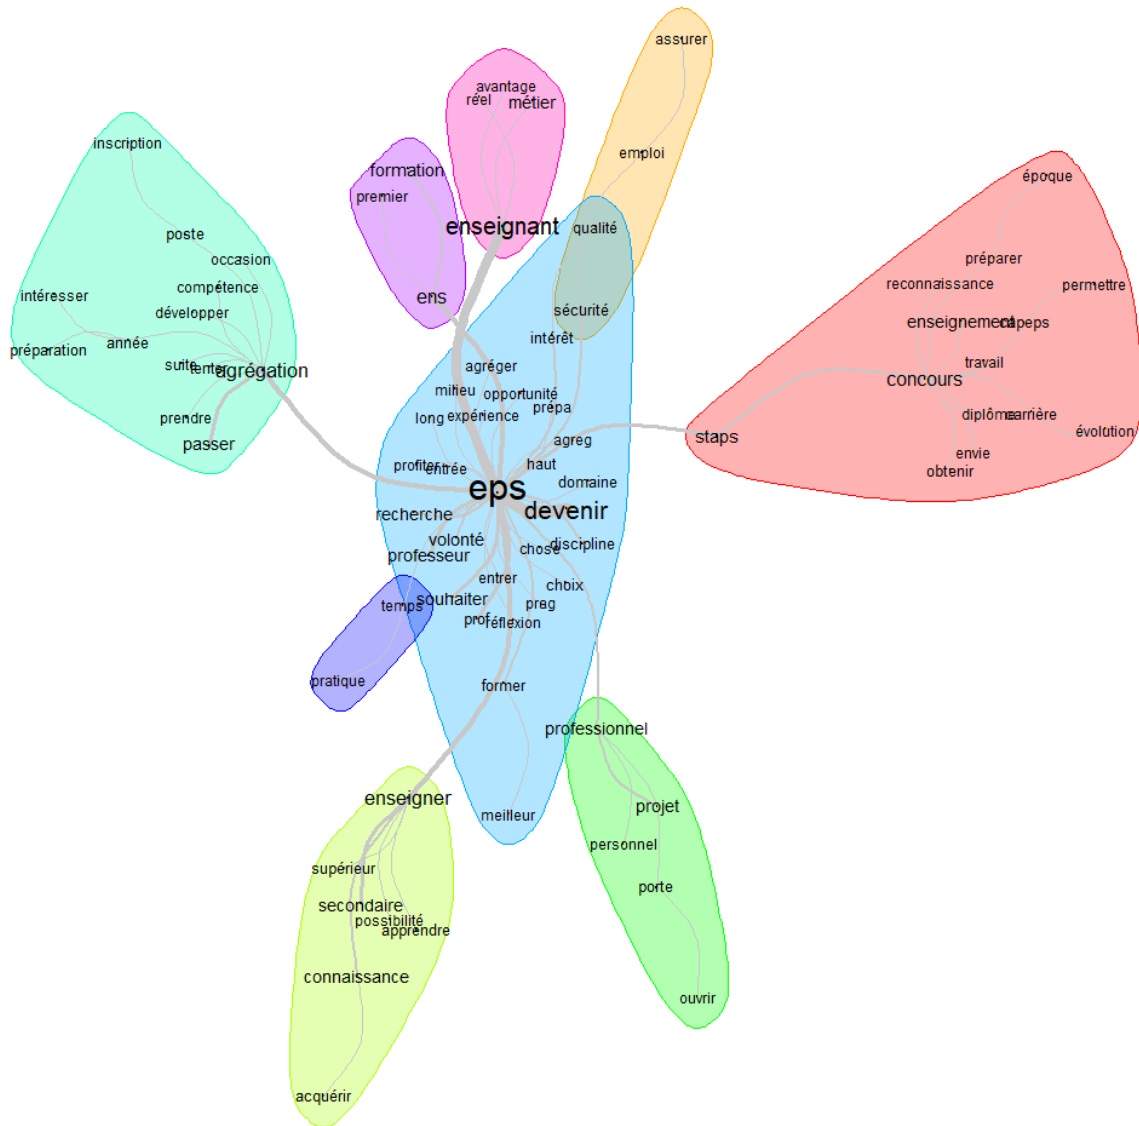 assurer
avantage
réel
métier
inscription
emploi
formation
premier
époque
enseignant
qualité
poste
occasion
préparer
intéresser
compétence
reconnaissance
permettre
ens
développer
sécurité
enseignement
capeps
préparation
année
intérêt
suite
tenter
agrégation
agréger
travail
concours
milieu
opportunité
prépa
prendre
long
expérience
diplôme
carrière
passer
agreg
staps
évolution
envie
obtenir
profiter
entrée
haut
domaine
eps
devenir
recherche
volonté
professeur
chose
discipline
entrer
choix
temps
souhaiter
preg
prof
réflexion
pratique
former
professionnel
enseigner
projet
meilleur
personnel
supérieur
porte
secondaire
possibilité
apprendre
connaissance
ouvrir
acquérir